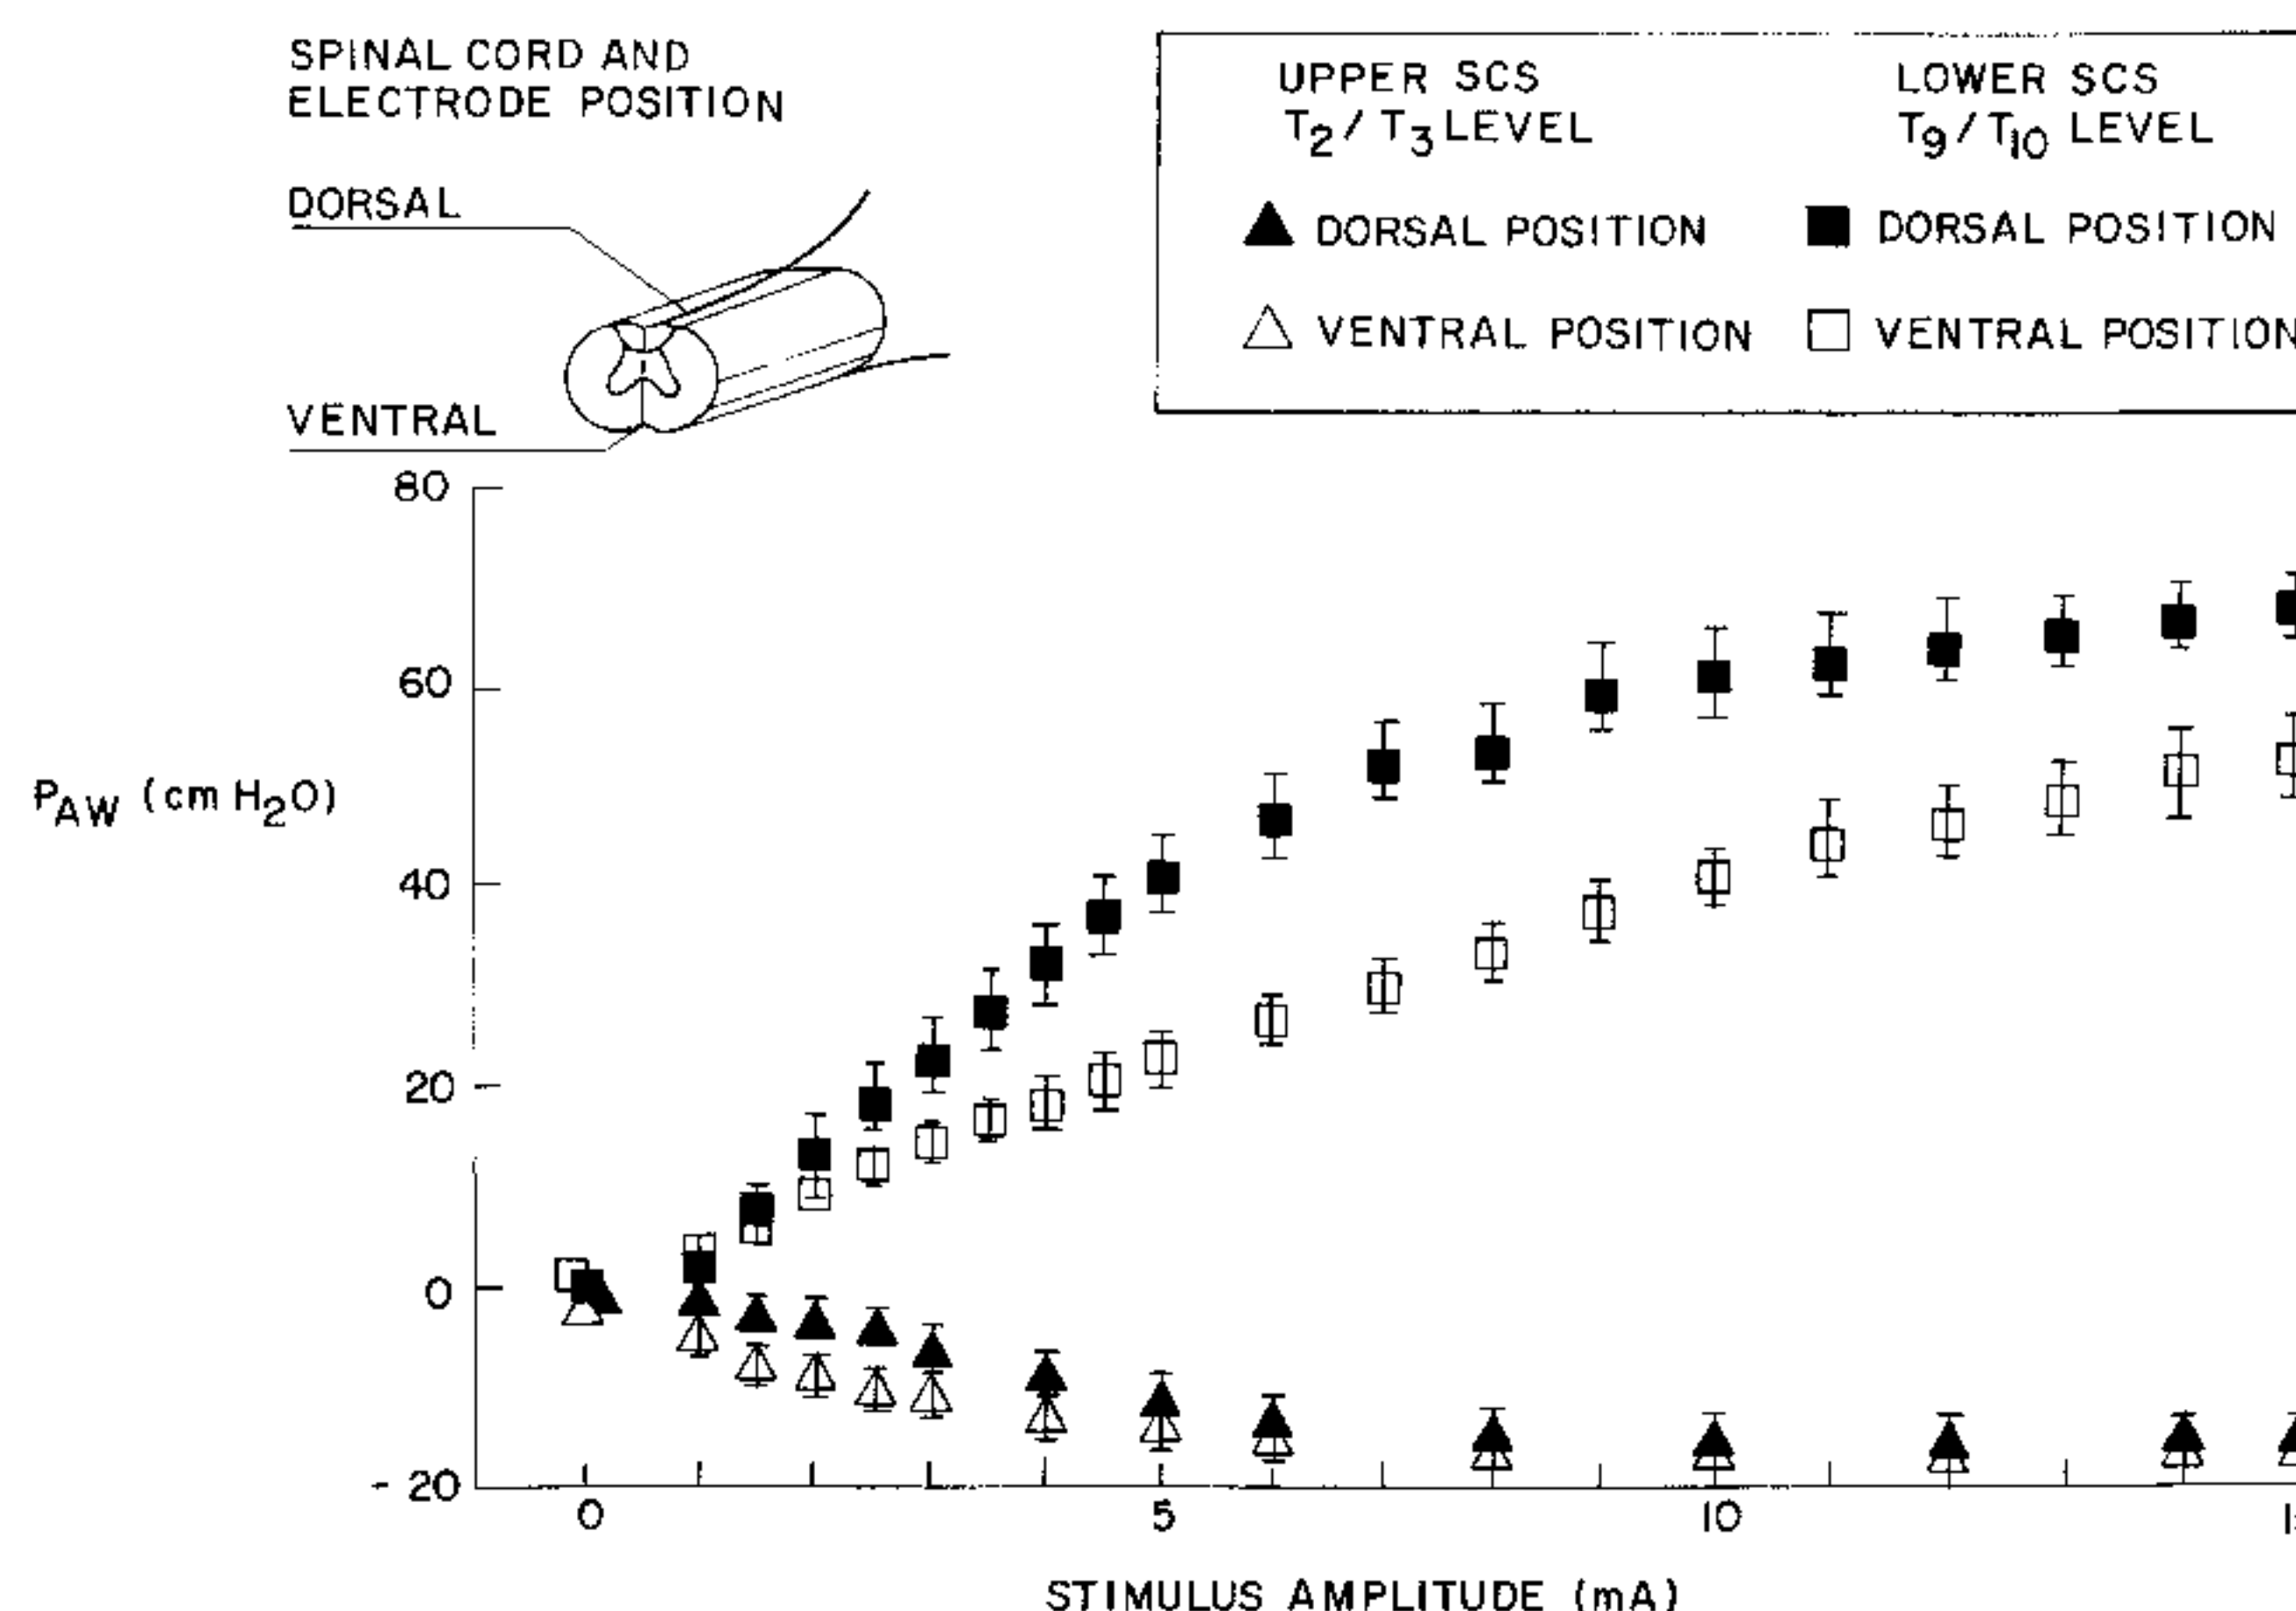 SPINAL CORD AND
ELECTRODE POSITION
DORSAL
VENTRAL
UPPER SCS
T2 / T3 LEVEL
▲ DORSAL POSITION
△ VENTRAL POSITION
LOWER SCS
T9 / T10 LEVEL
■ DORSAL POSITION
□ VENTRAL POSITION
80
60
40
20
0
- 20
PAW (cm H2O)
0
5
10
STIMULUS AMPLITUDE (mA)